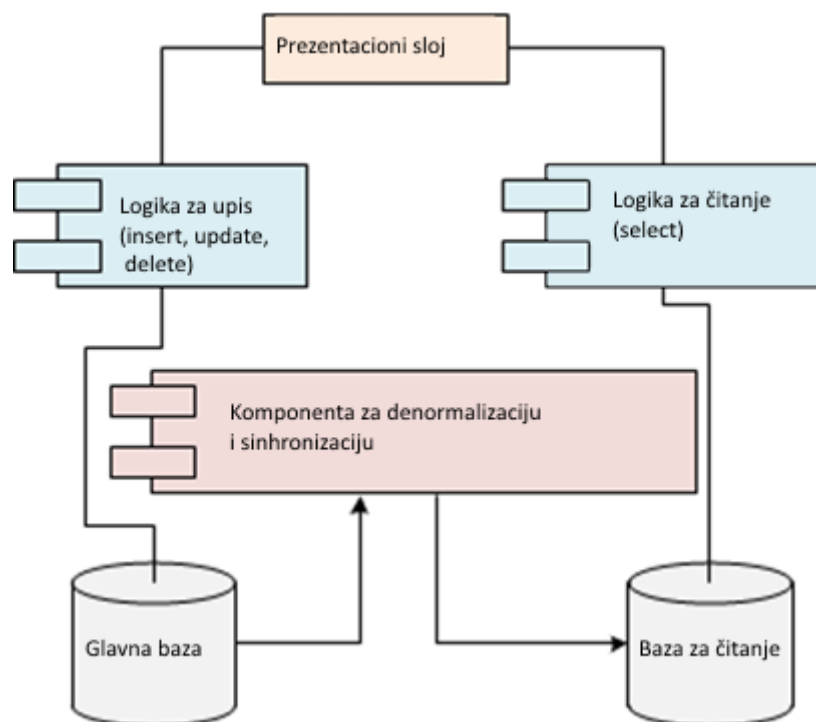 Prezentacioni sloj
Logika za upis
(insert, update,
delete)
Logika za čitanje
(select)
Komponenta za denormalizaciju
i sinhronizaciju
Glavna baza
Baza za čitanje